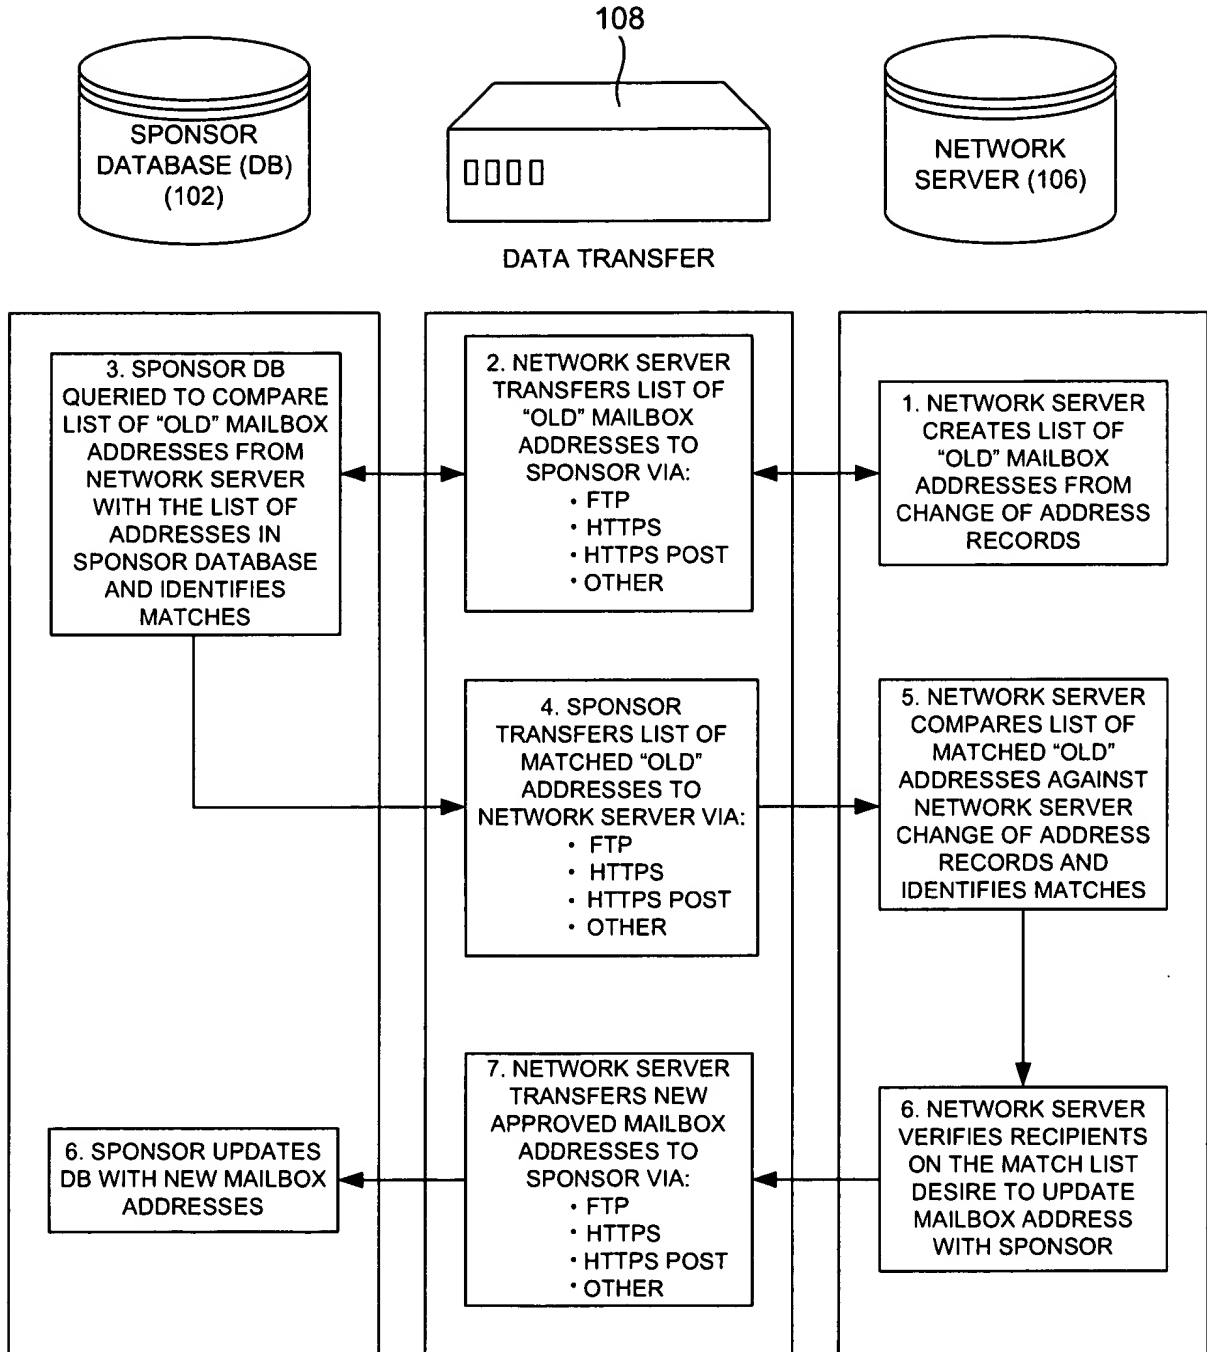 108
SPONSOR
DATABASE (DB)
(102)
DATA TRANSFER
NETWORK
SERVER (106)
3. SPONSOR DB
QUERIED TO COMPARE
LIST OF “OLD” MAILBOX
ADDRESSES FROM
NETWORK SERVER
WITH THE LIST OF
ADDRESSES IN
SPONSOR DATABASE
AND IDENTIFIES
MATCHES
2. NETWORK SERVER
TRANSFERS LIST OF
“OLD” MAILBOX
ADDRESSES TO
SPONSOR VIA:
· FTP
· HTTPS
· HTTPS POST
· OTHER
1. NETWORK SERVER
CREATES LIST OF
“OLD” MAILBOX
ADDRESSES FROM
CHANGE OF ADDRESS
RECORDS
4. SPONSOR
TRANSFERS LIST OF
MATCHED “OLD”
ADDRESSES TO
NETWORK SERVER VIA:
· FTP
· HTTPS
· HTTPS POST
· OTHER
5. NETWORK SERVER
COMPARES LIST OF
MATCHED “OLD”
ADDRESSES AGAINST
NETWORK SERVER
CHANGE OF ADDRESS
RECORDS AND
IDENTIFIES MATCHES
6. SPONSOR UPDATES
DB WITH NEW MAILBOX
ADDRESSES
7. NETWORK SERVER
TRANSFERS NEW
APPROVED MAILBOX
ADDRESSES TO
SPONSOR VIA:
· FTP
· HTTPS
· HTTPS POST
· OTHER
6. NETWORK SERVER
VERIFIES RECIPIENTS
ON THE MATCH LIST
DESIRE TO UPDATE
MAILBOX ADDRESS
WITH SPONSOR